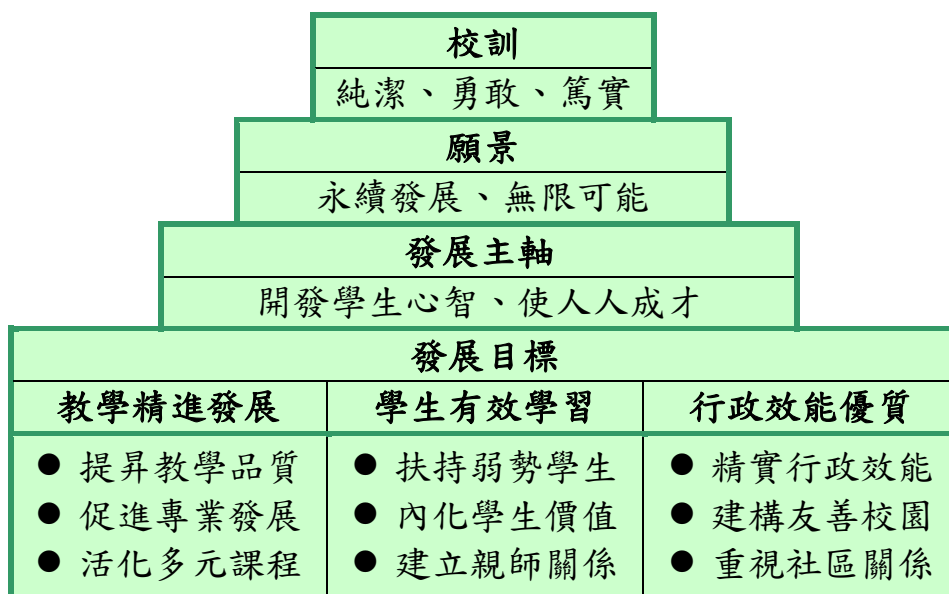 校訓
純潔、勇敢、篤實
願景
永續發展、無限可能
發展主軸
開發學生心智、使人人成才
發展目標
教學精進發展 學生有效學習 行政效能優質
● 提昇教學品質 ● 扶持弱勢學生 ● 精實行政效能
● 促進專業發展 ● 內化學生價值 ● 建構友善校園
● 活化多元課程 ● 建立親師關係 ● 重視社區關係